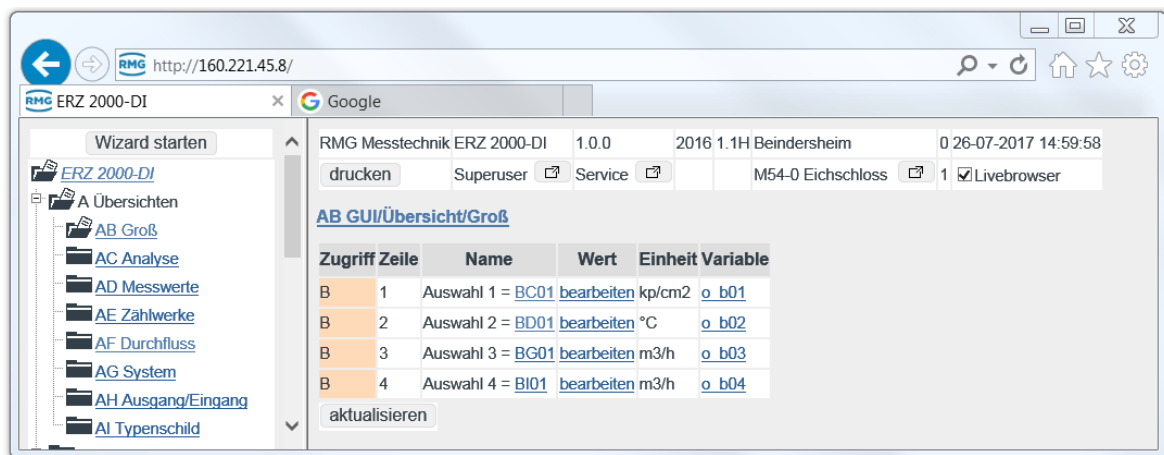 RMG http://160.221.45.8/
RMG ERZ 2000-DI × G Google
Wizard starten
ERZ 2000-DI
A Übersichten
AB Groß
AC Analyse
AD Messwerte
AE Zählwerke
AF Durchfluss
AG System
AH Ausgang/Eingang
AI Typenschild
RMG Messtechnik ERZ 2000-DI 1.0.0 2016 1.1H Beindersheim 0 26-07-2017 14:59:58
drucken Superuser Service M54-0 Eichschloss 1 Livebrowser
AB GUI/Übersicht/Groß
Zugriff Zeile Name Wert Einheit Variable
B 1 Auswahl 1 = BC01 bearbeiten kp/cm2 o_b01
B 2 Auswahl 2 = BD01 bearbeiten °C o_b02
B 3 Auswahl 3 = BG01 bearbeiten m3/h o_b03
B 4 Auswahl 4 = BI01 bearbeiten m3/h o_b04
aktualisieren